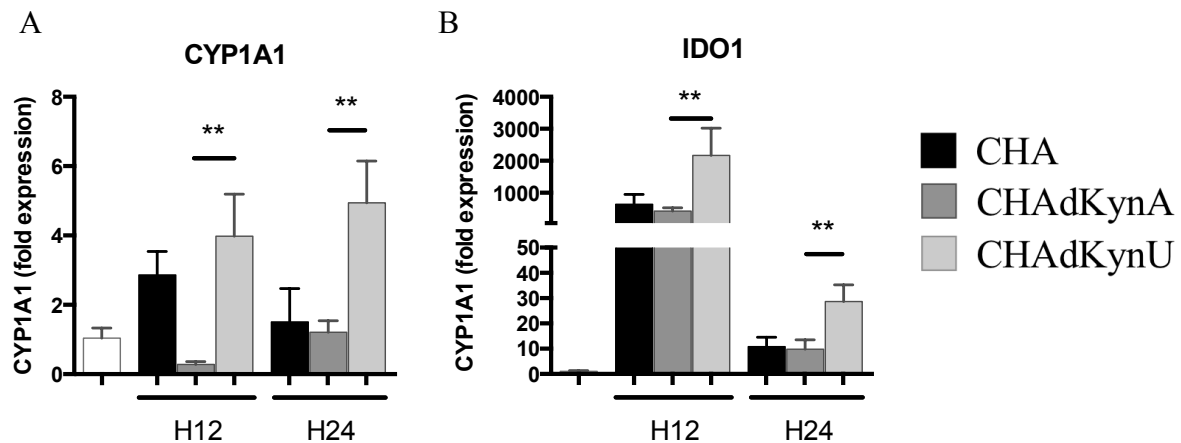 A
CYP1A1
CYP1A1 (fold expression)
8
6
4
2
0
**
**
H12
H24
B
IDO1
CYP1A1 (fold expression)
4000
3000
2000
1000
50
40
30
20
10
0
**
**
H12
H24
CHA
CHAdKynA
CHAdKynU